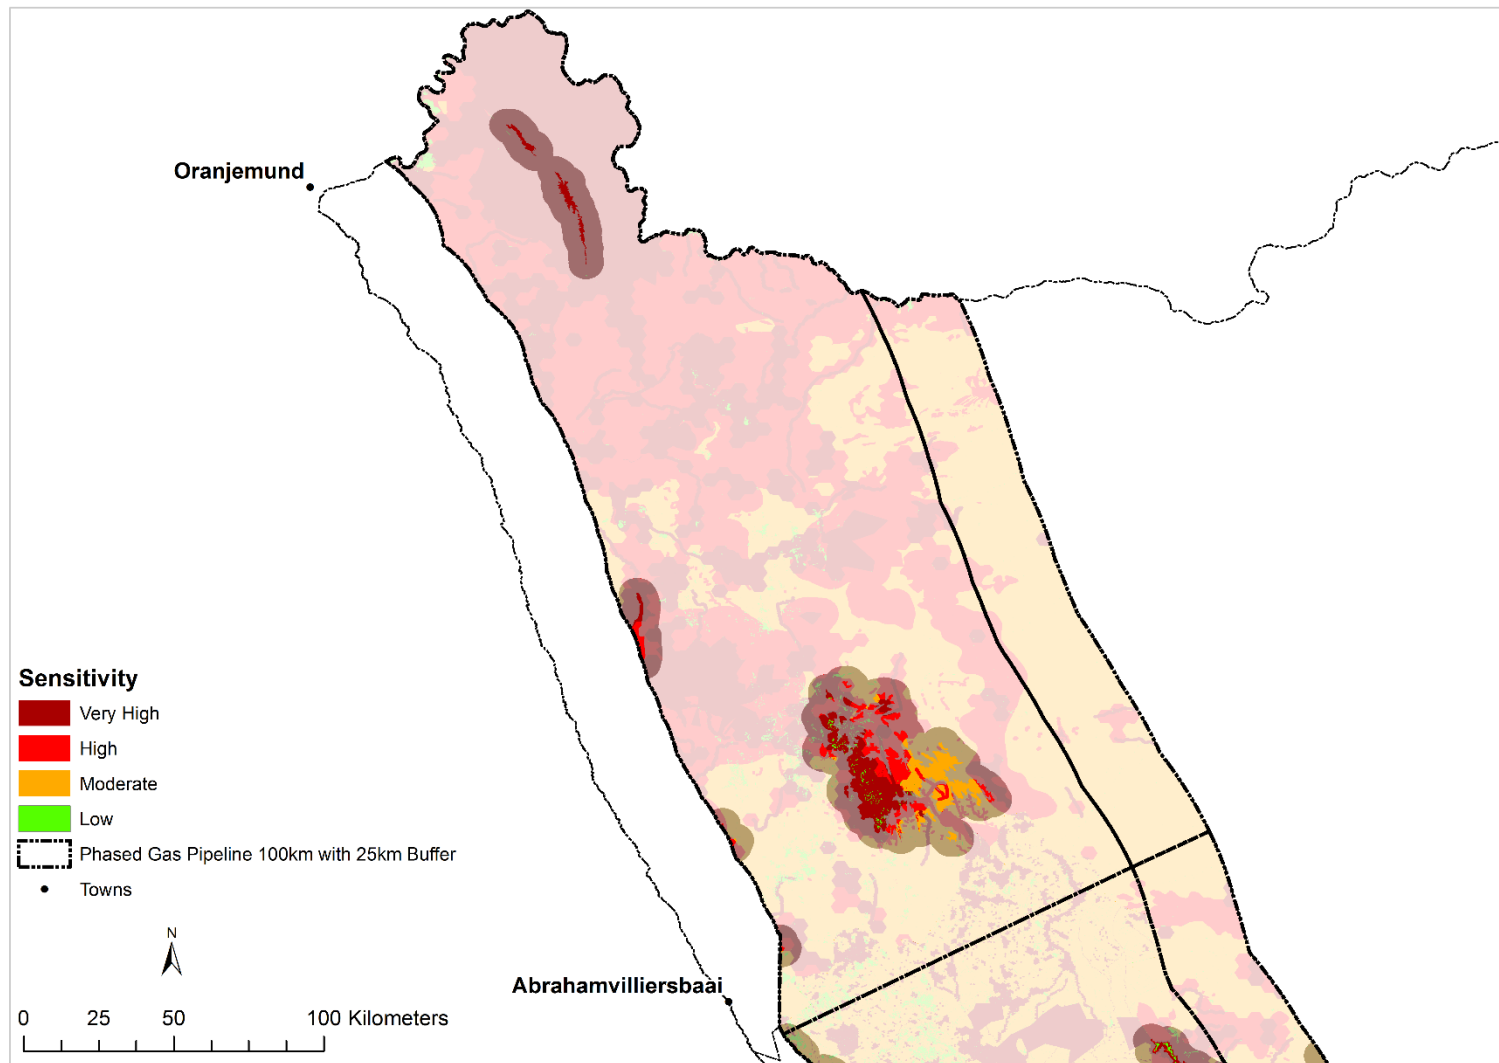 Oranjemund
Sensitivity
Very High
High
Moderate
Low
Phased Gas Pipeline 100km with 25km Buffer
Towns
N
Abrahamvilliersbaai
0 25 50 100 Kilometers